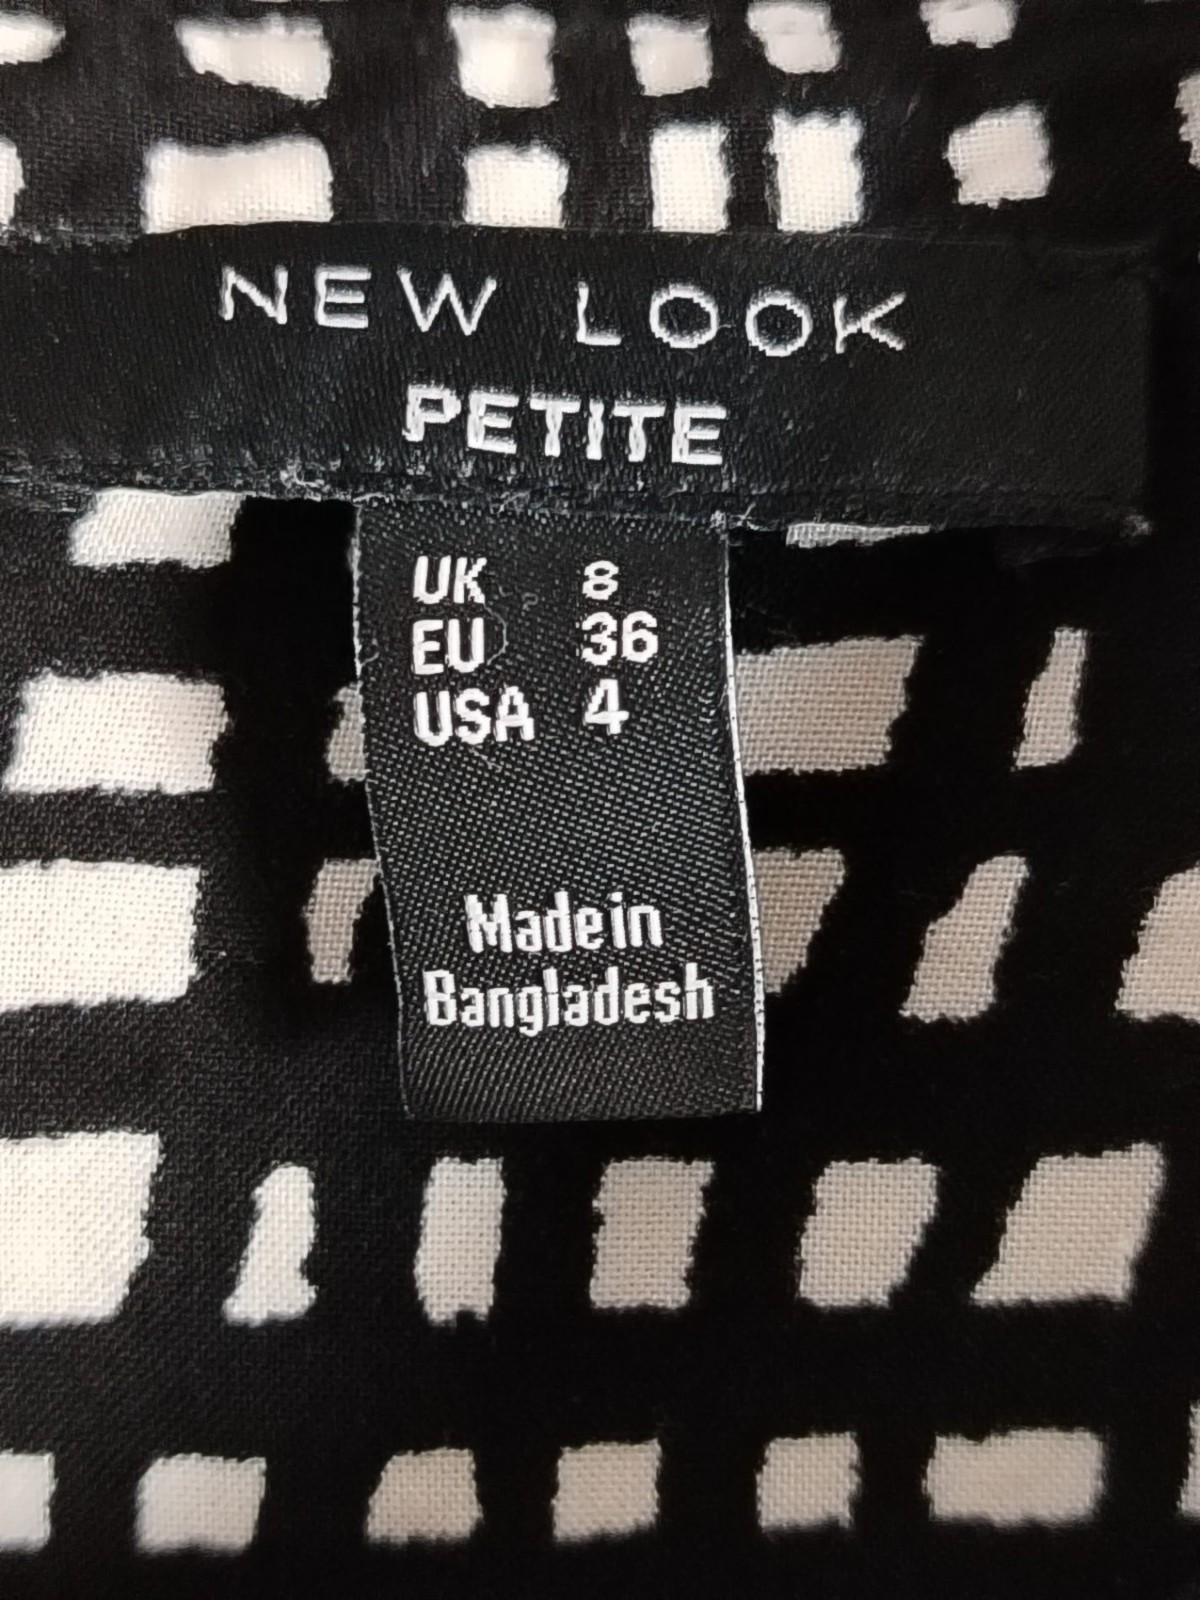 NEW LOOK
PETITE
UK 8
EU 36
USA 4
Made in
Bangladesh